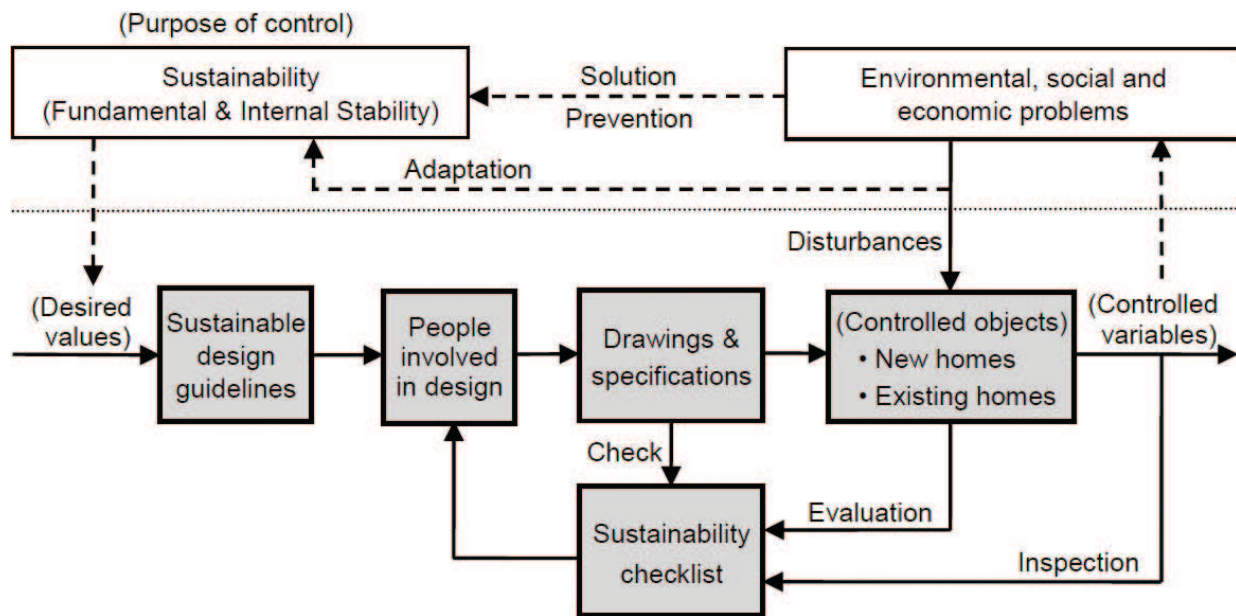 (Purpose of control)
Sustainability
(Fundamental & Internal Stability)
Solution
Prevention
Environmental, social and
economic problems
Adaptation
Disturbances
(Desired
values)
Sustainable
design
guidelines
People
involved
in design
Drawings &
specifications
(Controlled objects)
• New homes
• Existing homes
(Controlled
variables)
Check
Evaluation
Sustainability
checklist
Inspection